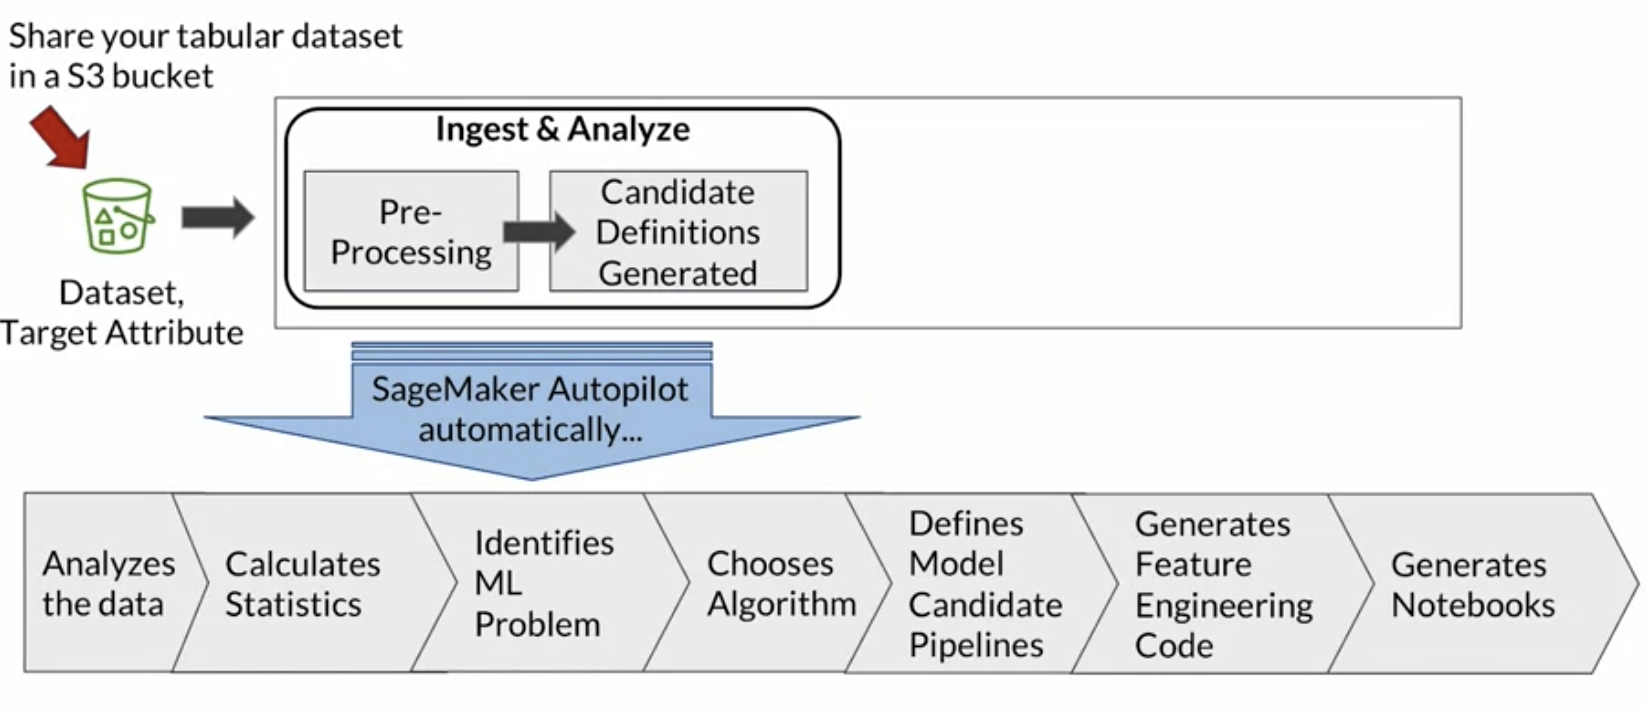 Share your tabular dataset
in a S3 bucket
Ingest & Analyze
Pre-
Processing
Candidate
Definitions
Generated
Dataset,
Target Attribute
SageMaker Autopilot
automatically...
Analyzes
the data
Calculates
Statistics
Identifies
ML
Problem
Chooses
Algorithm
Defines
Model
Candidate
Pipelines
Generates
Feature
Engineering
Code
Generates
Notebooks